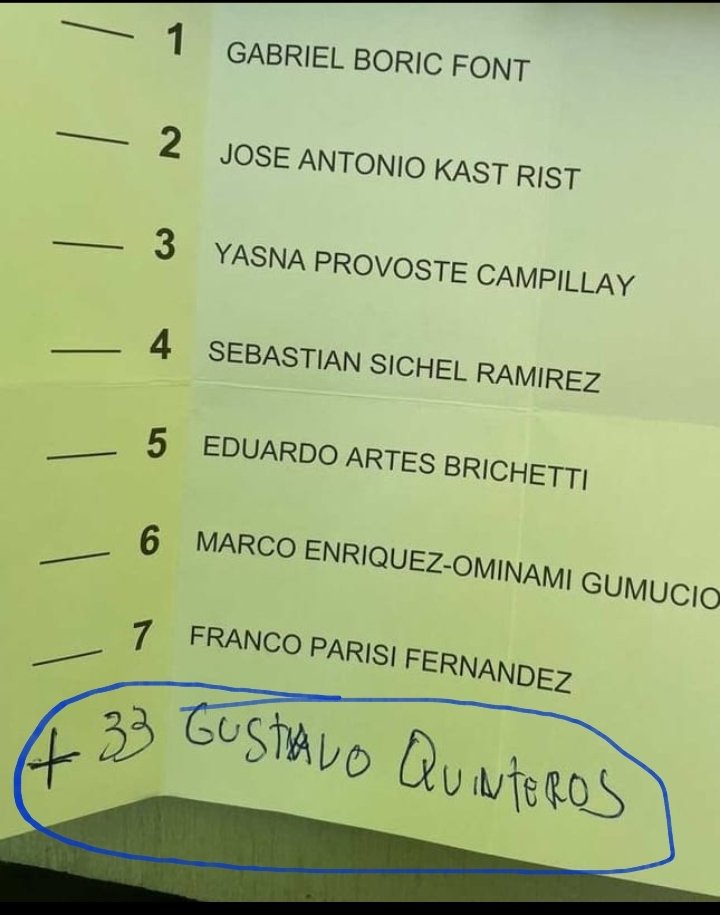 1 GABRIEL BORIC FONT
2 JOSE ANTONIO KAST RIST
3 YASNA PROVOSTE CAMPILLAY
4 SEBASTIAN SICHEL RAMIREZ
5 EDUARDO ARTES BRICHETTI
6 MARCO ENRIQUEZ-OMINAMI GUMUCIO
7 FRANCO PARISI FERNANDEZ
+ 33 GUSTAVO QUINTEROS